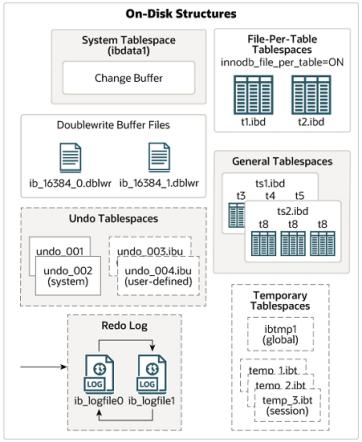 On-Disk Structures
System Tablespace
(ibdata1)
Change Buffer
File-Per-Table
Tablespaces
innodb_file_per_table=ON
t1.ibd
t2.ibd
Doublewrite Buffer Files
ib_16384_0.dblwr
ib_16384_1.dblwr
General Tablespaces
ts1.ibd
t3 t4 t5
ts2.ibd
t8 t8 t8
Undo Tablespaces
undo_001
undo_002
(system)
undo_003.ibu
undo_004.ibu
(user-defined)
Temporary
Tablespaces
ibtmp1
(global)
temp_1.ibt
temp_2.ibt
temp_3.ibt
(session)
Redo Log
LOG
LOG
ib_logfile0
ib_logfile1